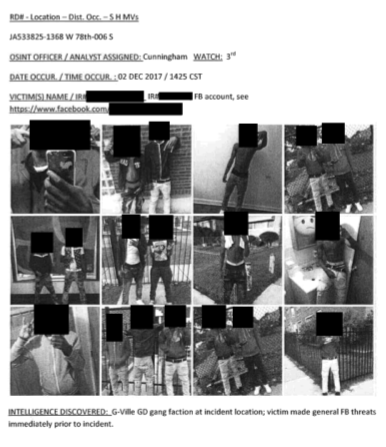 RD# - Location – Dist. Occ. – S H MVs
JA533825-1368 W 78th-006 S
OSINT OFFICER / ANALYST ASSIGNED: Cunningham WATCH: 3rd
DATE OCCUR. / TIME OCCUR. : 02 DEC 2017 / 1425 CST
VICTIM(S) NAME / IR# IR# FB account, see
https://www.facebook.com/
INTELLIGENCE DISCOVERED: G-Ville GD gang faction at incident location; victim made general FB threats
immediately prior to incident.